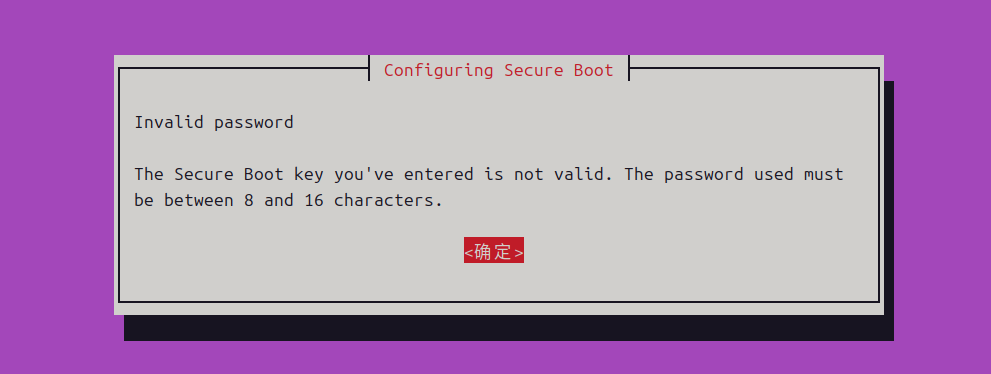 Configuring Secure Boot
Invalid password
The Secure Boot key you've entered is not valid. The password used must
be between 8 and 16 characters.
<确定>